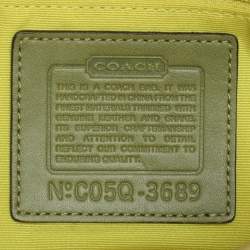 COACH
THIS IS A COACH BAG. IT WAS
HANDCRAFTED IN CHINA FROM THE
FINEST MATERIALS TRIMMED WITH
GENUINE LEATHER AND SNAKE.
ITS SUPERIOR CRAFTSMANSHIP
AND ATTENTION TO DETAIL
REFLECT OUR COMMITMENT TO
ENDURING QUALITY.
Nº C05Q-3689